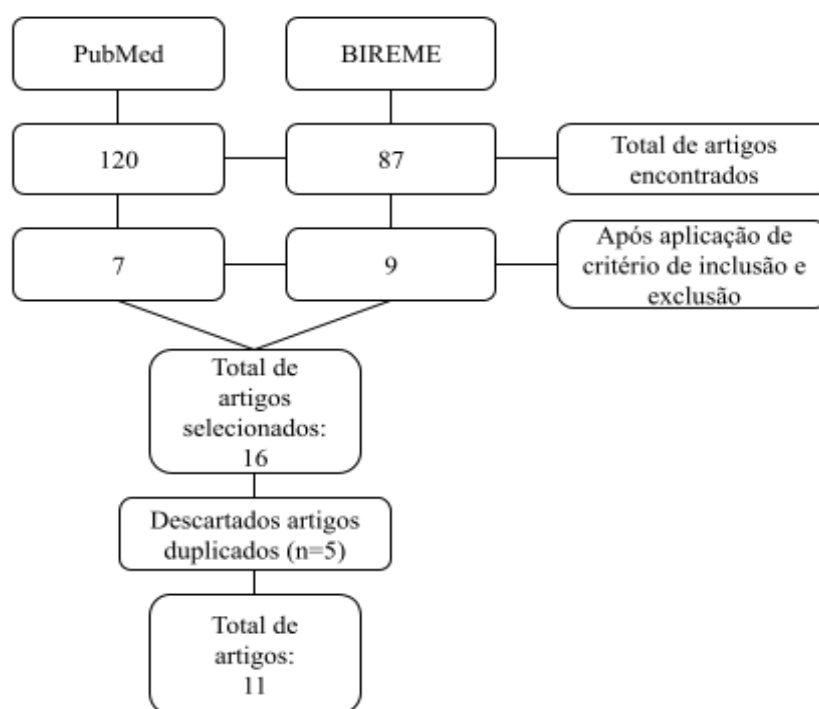 PubMed
BIREME
120
87
Total de artigos
encontrados
7
9
Após aplicação de
critério de inclusão e
exclusão
Total de
artigos
selecionados:
16
Descartados artigos
duplicados (n=5)
Total de
artigos:
11